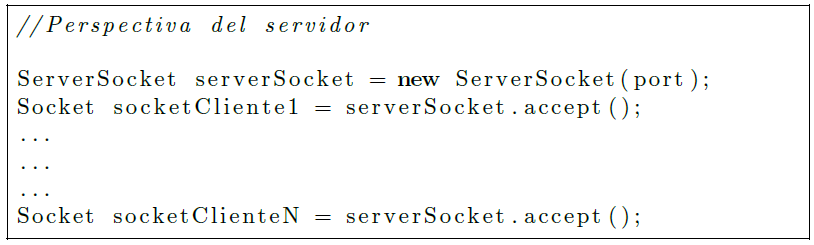 //Perspectiva del servidor
ServerSocket serverSocket = new ServerSocket(port);
Socket socketCliente1 = serverSocket.accept();
...
...
...
Socket socketClienteN = serverSocket.accept();